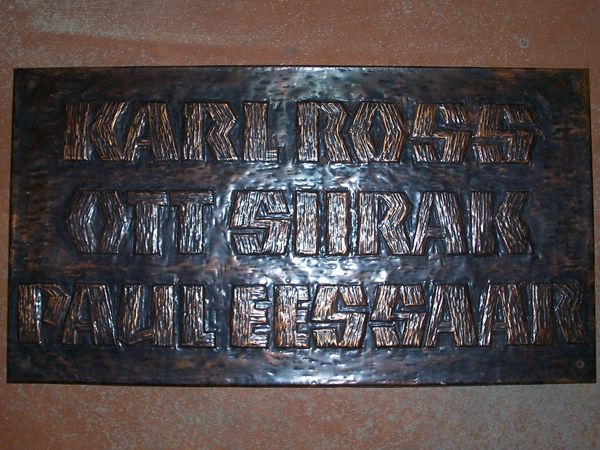 KARL ROSS
OTT SIIRAK
PAUL EESSAAR